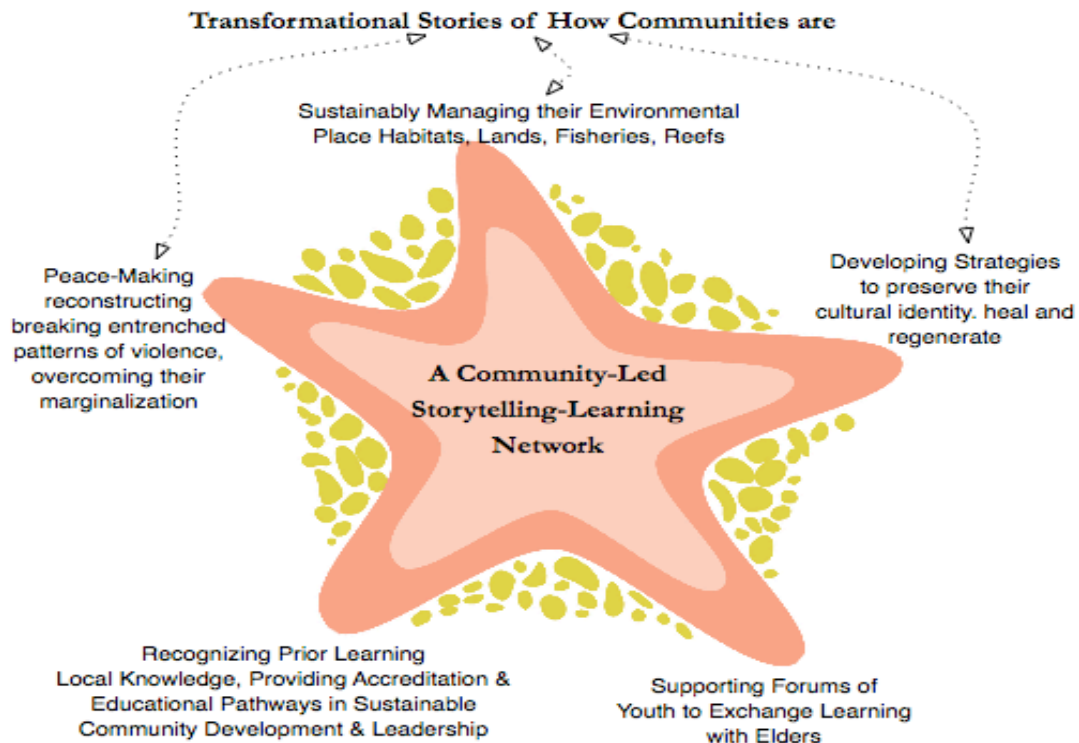 Transformational Stories of How Communities are
Sustainably Managing their Environmental
Place Habitats, Lands, Fisheries, Reefs
Peace-Making
reconstructing
breaking entrenched
patterns of violence,
overcoming their
marginalization
Developing Strategies
to preserve their
cultural identity. heal and
regenerate
A Community-Led
Storytelling-Learning
Network
Recognizing Prior Learning
Local Knowledge, Providing Accreditation &
Educational Pathways in Sustainable
Community Development & Leadership
Supporting Forums of
Youth to Exchange Learning
with Elders